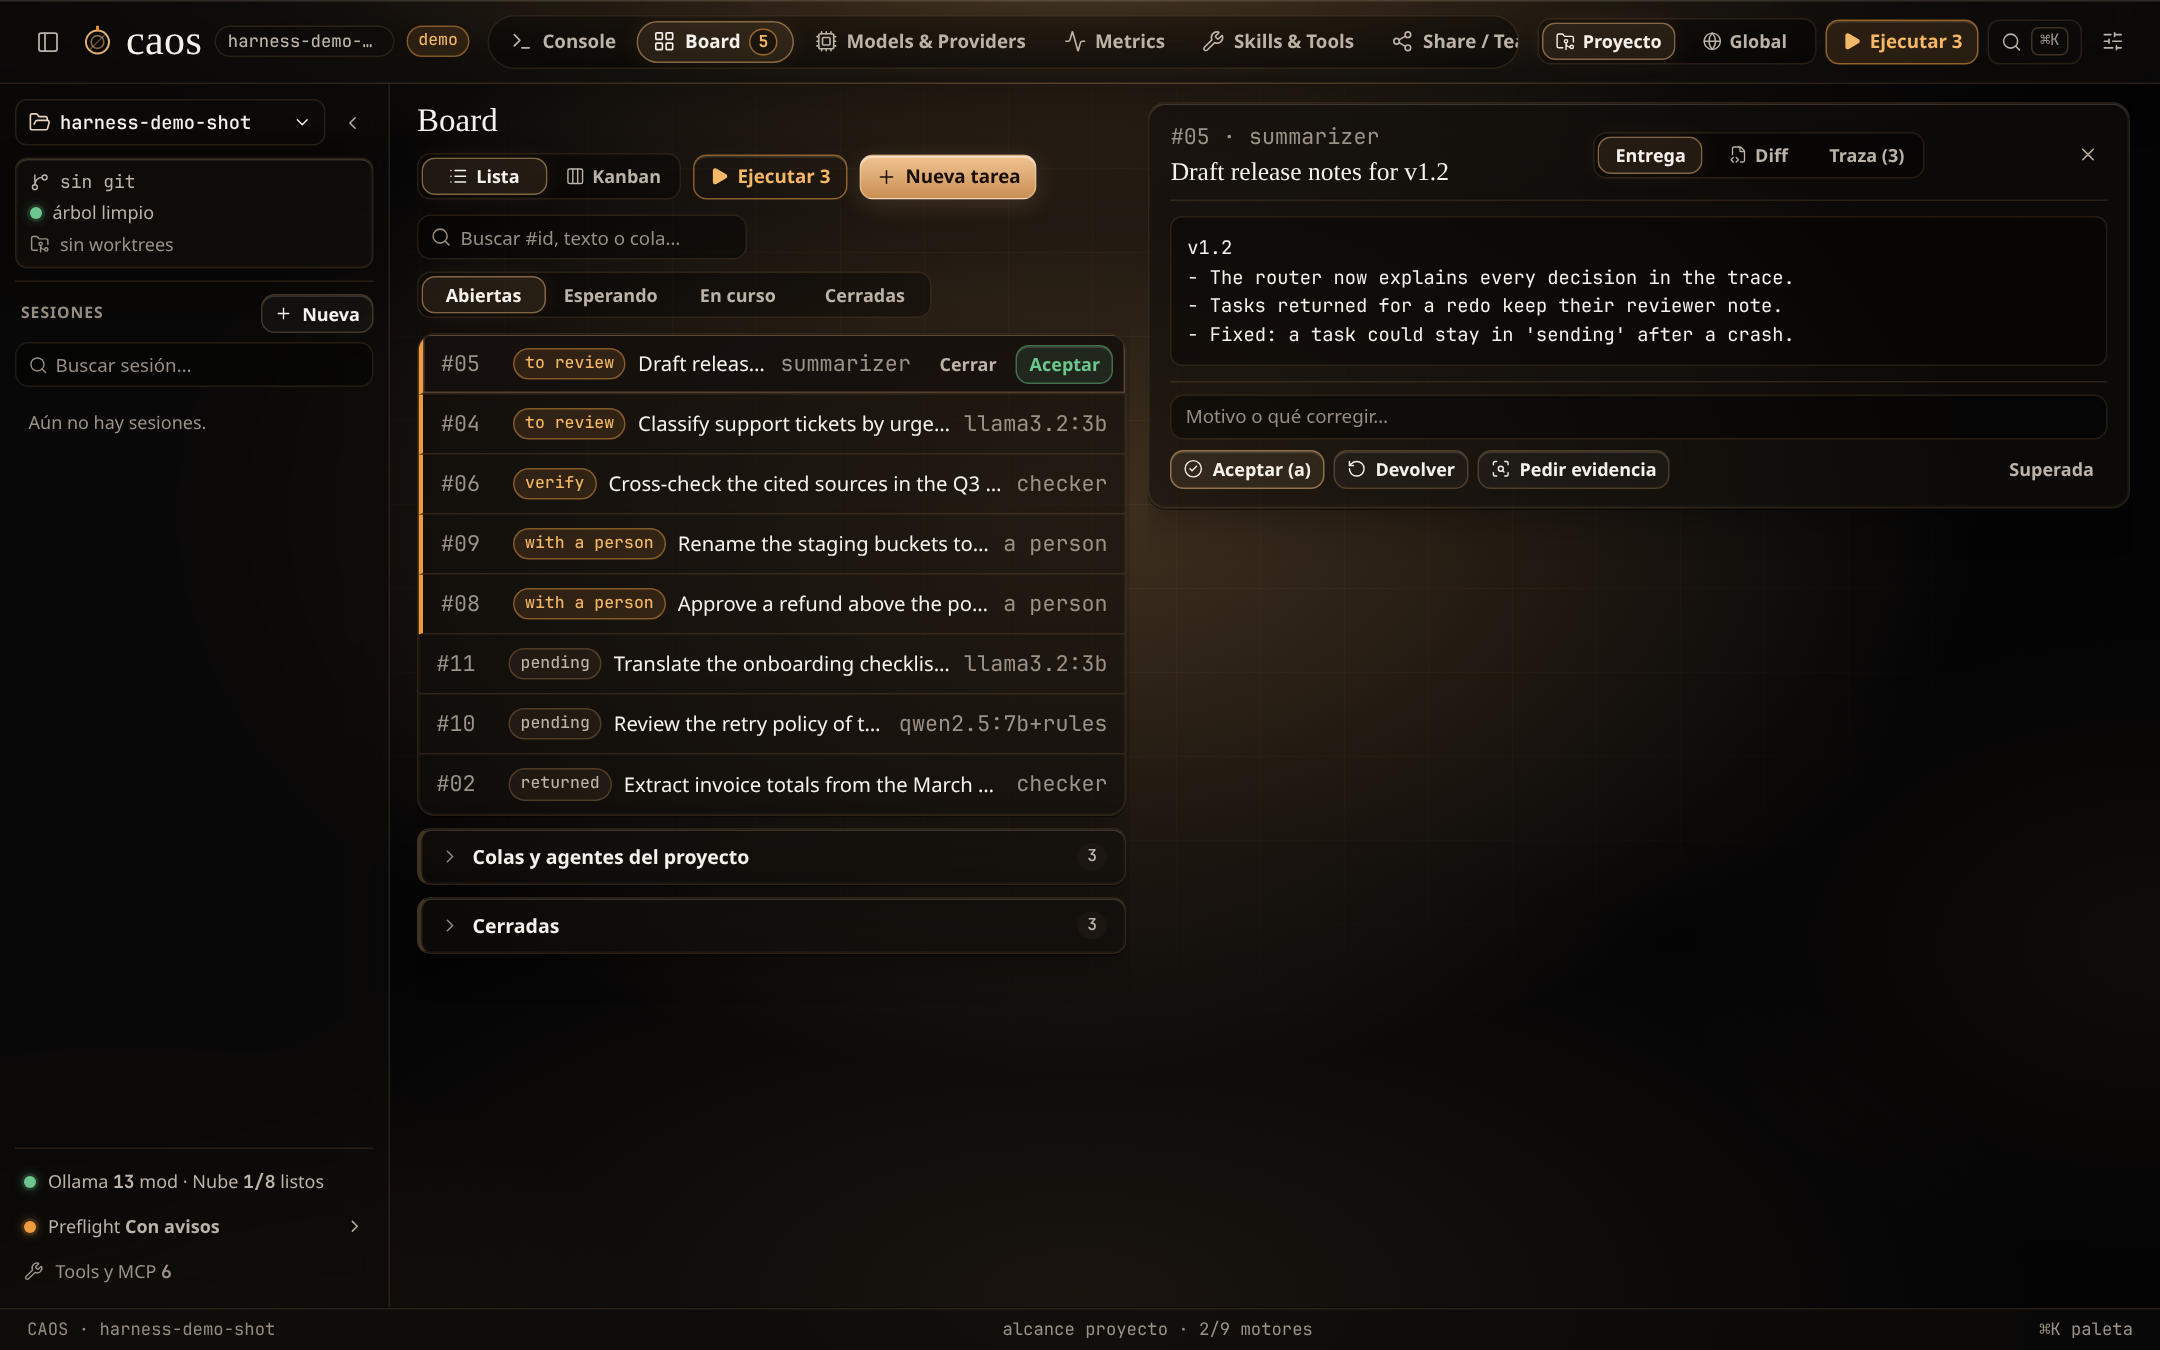 caos harness-demo-… demo Console Board 5 Models & Providers Metrics Skills & Tools Share / Tea Proyecto Global Ejecutar 3 ⌘K
harness-demo-shot
sin git
árbol limpio
sin worktrees
SESIONES Nueva
Buscar sesión...
Aún no hay sesiones.
Ollama 13 mod · Nube 1/8 listos
Preflight Con avisos
Tools y MCP 6
Board
Lista Kanban Ejecutar 3 Nueva tarea
Buscar #id, texto o cola...
Abiertas Esperando En curso Cerradas
#05 to review Draft releas... summarizer Cerrar Aceptar
#04 to review Classify support tickets by urge... llama3.2:3b
#06 verify Cross-check the cited sources in the Q3 ... checker
#09 with a person Rename the staging buckets to... a person
#08 with a person Approve a refund above the po... a person
#11 pending Translate the onboarding checklis... llama3.2:3b
#10 pending Review the retry policy of t... qwen2.5:7b+rules
#02 returned Extract invoice totals from the March ... checker
Colas y agentes del proyecto 3
Cerradas 3
#05 · summarizer
Draft release notes for v1.2
Entrega Diff Traza (3)
v1.2
- The router now explains every decision in the trace.
- Tasks returned for a redo keep their reviewer note.
- Fixed: a task could stay in 'sending' after a crash.
Motivo o qué corregir...
Aceptar (a) Devolver Pedir evidencia Superada
CAOS · harness-demo-shot alcance proyecto · 2/9 motores ⌘K paleta